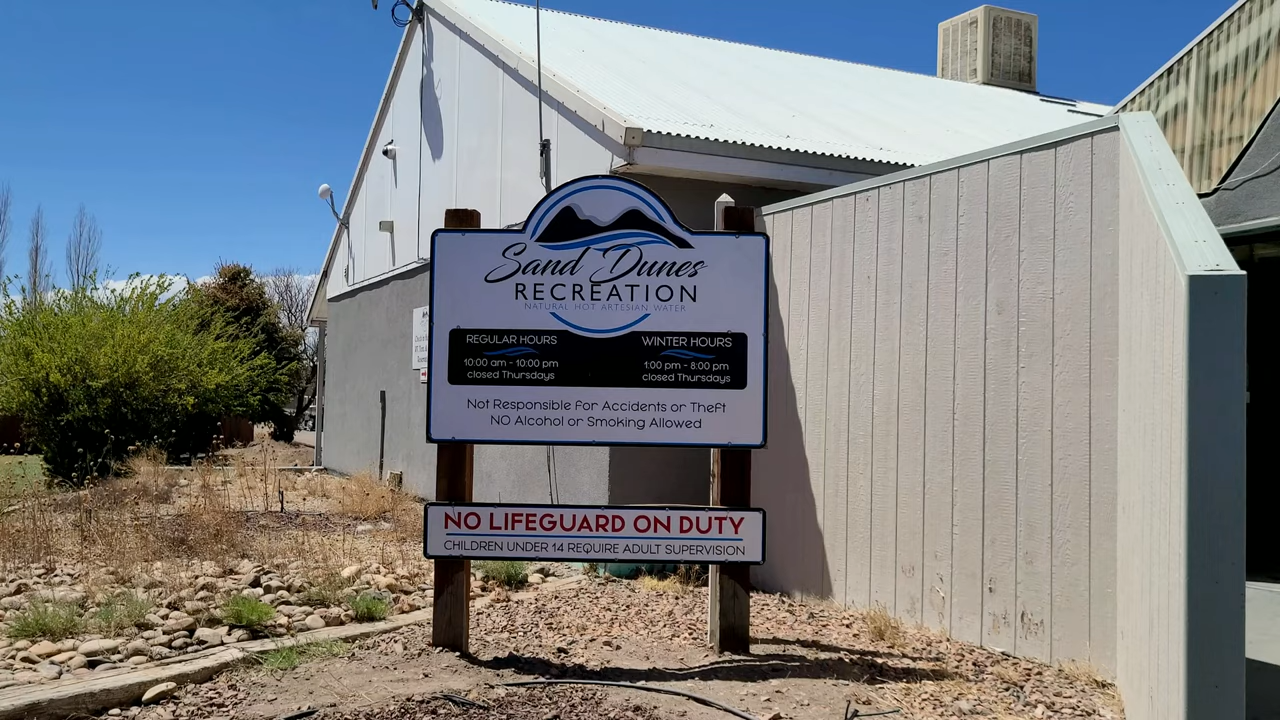 Sand Dunes
RECREATION
NATURAL HOT ARTESIAN WATER
REGULAR HOURS
10:00 am - 10:00 pm
closed Thursdays
WINTER HOURS
1:00 pm - 8:00 pm
closed Thursdays
Not Responsible for Accidents or Theft
NO Alcohol or Smoking Allowed
NO LIFEGUARD ON DUTY
CHILDREN UNDER 14 REQUIRE ADULT SUPERVISION